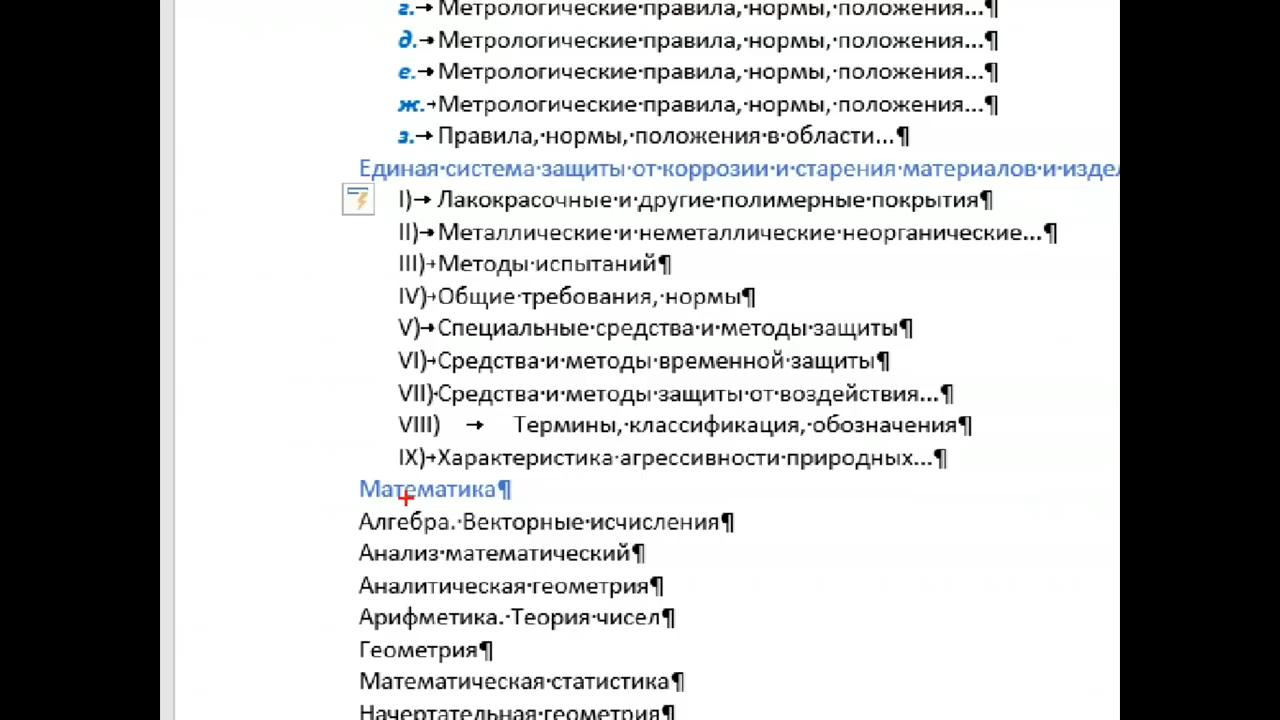 г. Метрологические правила, нормы, положения...¶
д. Метрологические правила, нормы, положения...¶
е. Метрологические правила, нормы, положения...¶
ж. Метрологические правила, нормы, положения...¶
з. Правила, нормы, положения в области...¶
Единая система защиты от коррозии и старения материалов и
I) Лакокрасочные и другие полимерные покрытия¶
II) Металлические и неметаллические неорганические...¶
III) Методы испытаний¶
IV) Общие требования, нормы¶
V) Специальные средства и методы защиты¶
VI) Средства и методы временной защиты¶
VII) Средства и методы защиты от воздействия...¶
VIII) Термины, классификация, обозначения¶
IX) Характеристика агрессивности природных...¶
Математика¶
Алгебра. Векторные исчисления¶
Анализ математический¶
Аналитическая геометрия¶
Арифметика. Теория чисел¶
Геометрия¶
Математическая статистика¶
Начертательная геометрия¶